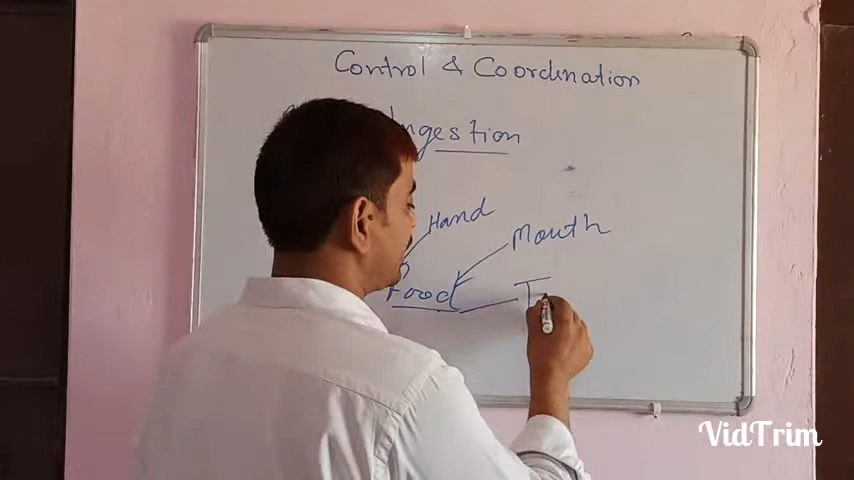 Control & Coordination
Ingestion
Hand
Mouth
Food
VidTrim